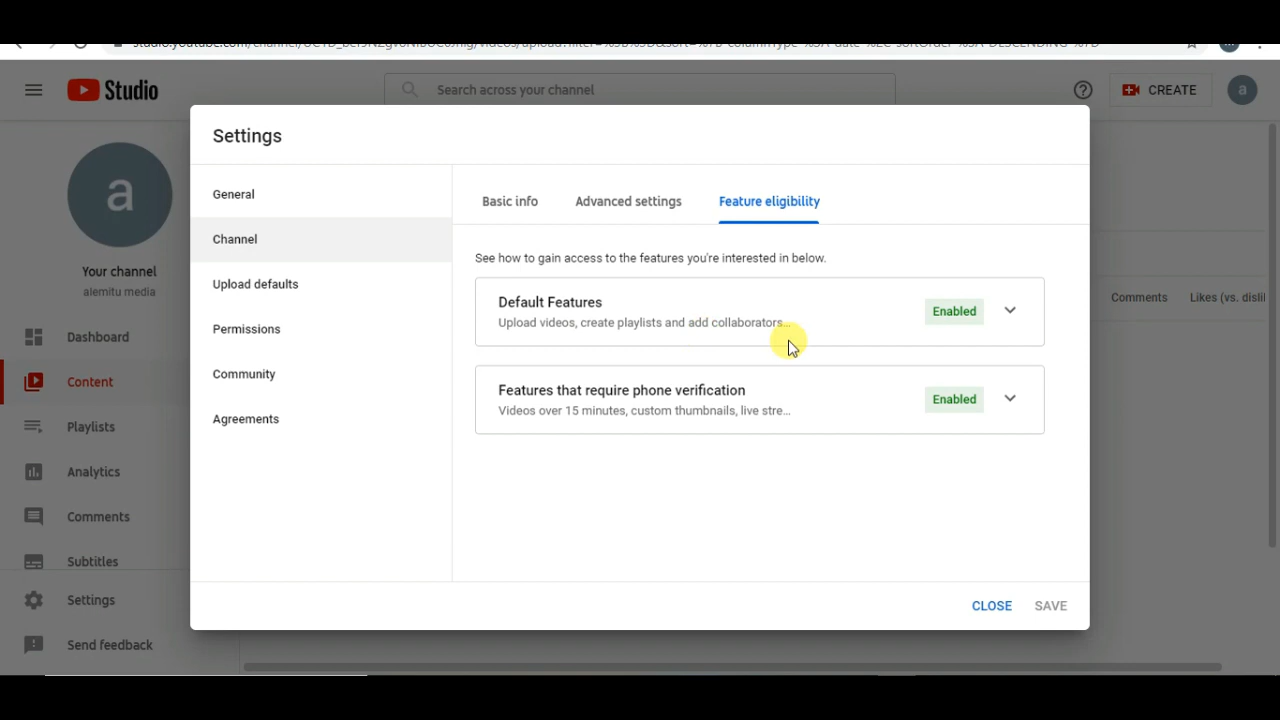 Studio
Search across your channel
CREATE
a
a
Your channel
alemitu media
Dashboard
Content
Playlists
Analytics
Comments
Subtitles
Settings
Send feedback
Settings
General
Channel
Upload defaults
Permissions
Community
Agreements
Basic info
Advanced settings
Feature eligibility
See how to gain access to the features you're interested in below.
Default Features
Upload videos, create playlists and add collaborators...
Enabled
Features that require phone verification
Videos over 15 minutes, custom thumbnails, live stre...
Enabled
CLOSE
SAVE
Comments
Likes (vs. disli